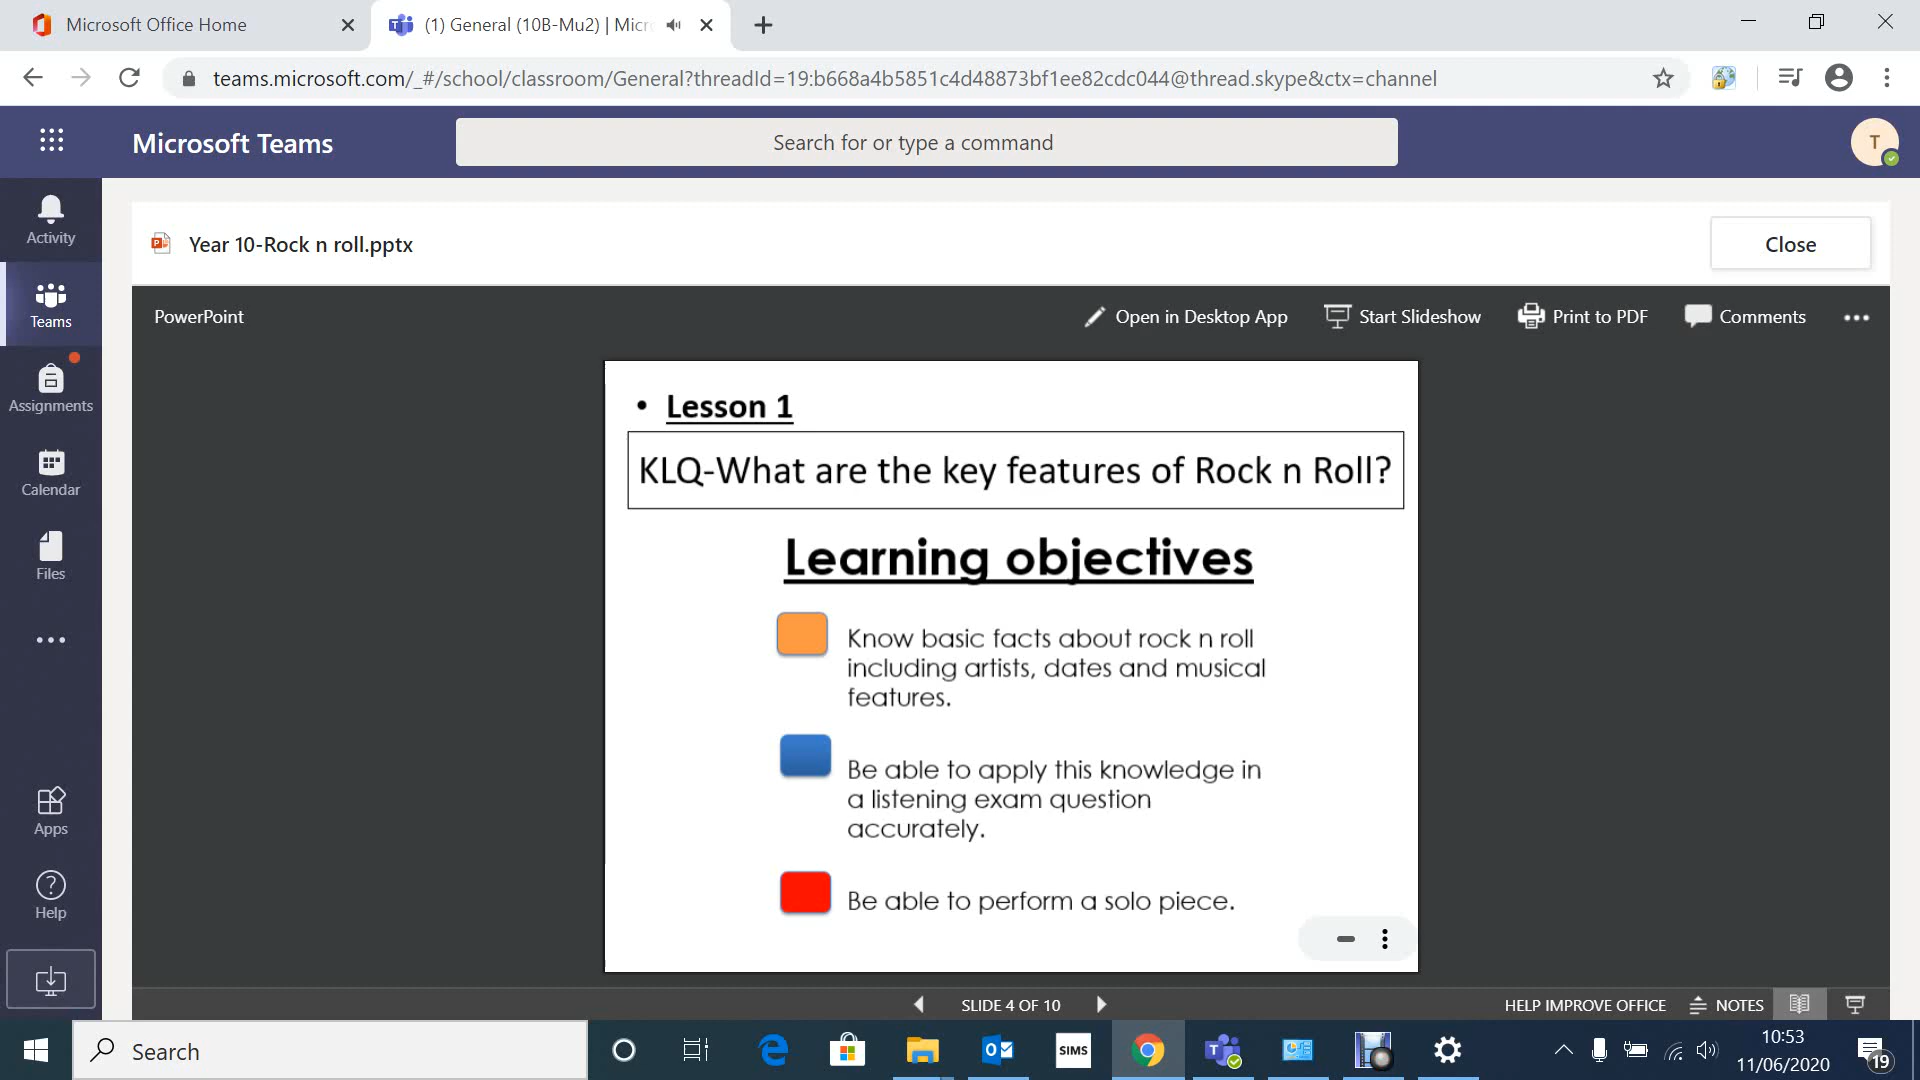 Microsoft Office Home
(1) General (10B-Mu2) | Micr
teams.microsoft.com/_#/school/classroom/General?threadId=19:b668a4b5851c4d48873bf1ee82cdc044@thread.skype&ctx=channel
Microsoft Teams
Search for or type a command
T
Activity
Teams
Assignments
Calendar
Files
Apps
Help
Year 10-Rock n roll.pptx
Close
PowerPoint
Open in Desktop App
Start Slideshow
Print to PDF
Comments
• Lesson 1
KLQ-What are the key features of Rock n Roll?
Learning objectives
Know basic facts about rock n roll
including artists, dates and musical
features.
Be able to apply this knowledge in
a listening exam question
accurately.
Be able to perform a solo piece.
SLIDE 4 OF 10
HELP IMPROVE OFFICE
NOTES
Search
SIMS
10:53
11/06/2020
19